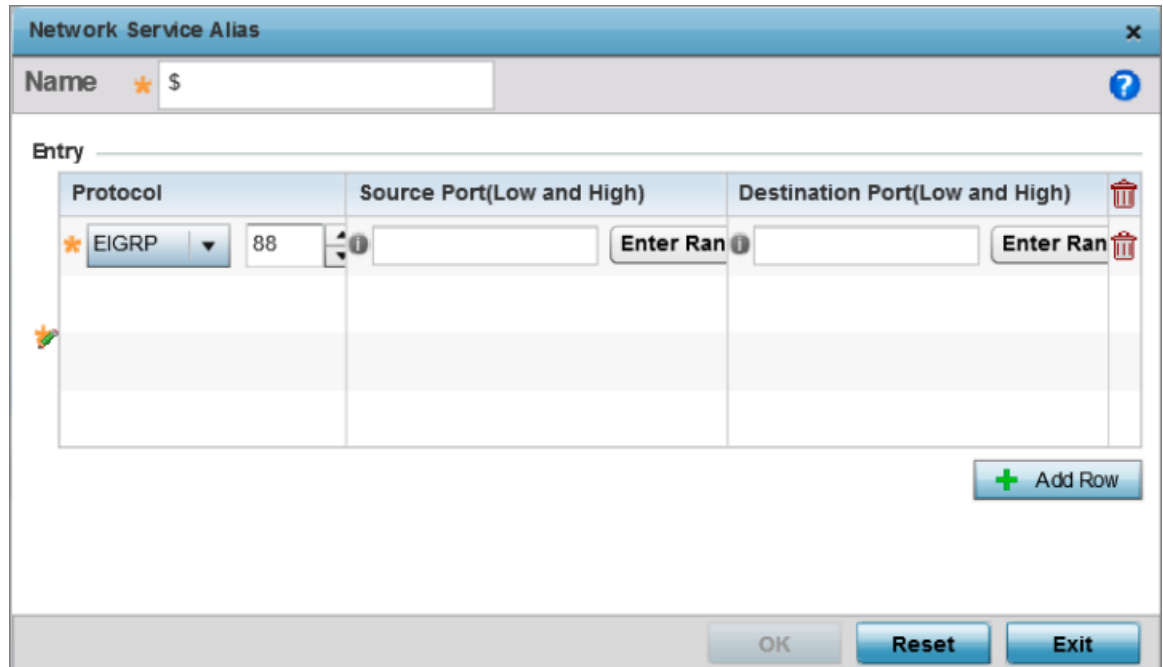 Network Service Alias
Name $
Entry
Protocol Source Port(Low and High) Destination Port(Low and High)
EIGRP 88 Enter Ran Enter Ran
Add Row
OK Reset Exit